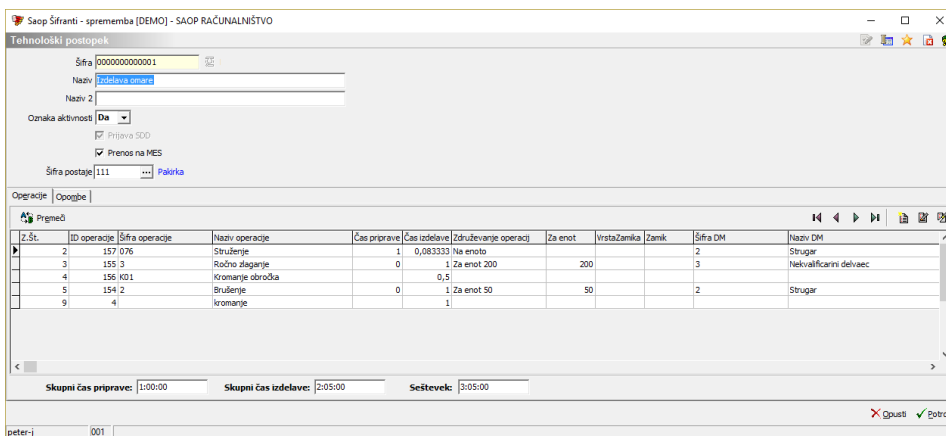 Saop Šifranti - sprememba [DEMO] - SAOP RAČUNALNIŠTVO
Tehnološki postopek
Šifra 0000000000001
Naziv Izdelava omare
Naziv 2
Oznaka aktivnosti Da
Prijava SDD
Prenos na MES
Šifra postaje 111 ... Pakirka
Operacije Opombe
Premeči
Z.Št. ID operacije Šifra operacije Naziv operacije Čas priprave Čas izdelave Združevanje operacij Za enot VrstaZamika Zamik Šifra DM Naziv DM
2 157 076 Struženje 1 0,083333 Na enoto 2 Strugar
3 155 3 Ročno zlaganje 0 1 Za enot 200 200 3 Nekvalificarini delvaec
4 156 K01 Kromanje obročka 0,5
5 154 2 Brušenje 0 1 Za enot 50 50 2 Strugar
9 4 kromanje 1
Skupni čas priprave: 1:00:00 Skupni čas izdelave: 2:05:00 Seštevek: 3:05:00
Opusti Potrd
peter-j 001